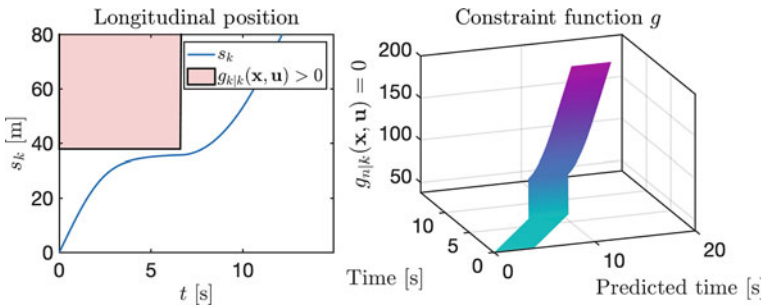 Longitudinal position
80
60
40
20
0
s_k [m]
s_k
g_{k|k}(x, u) > 0
0
5
10
t [s]
Constraint function g
200
150
100
50
g_{n|k}(x, u) = 0
10
5
0
Time [s]
0
10
20
Predicted time [s]